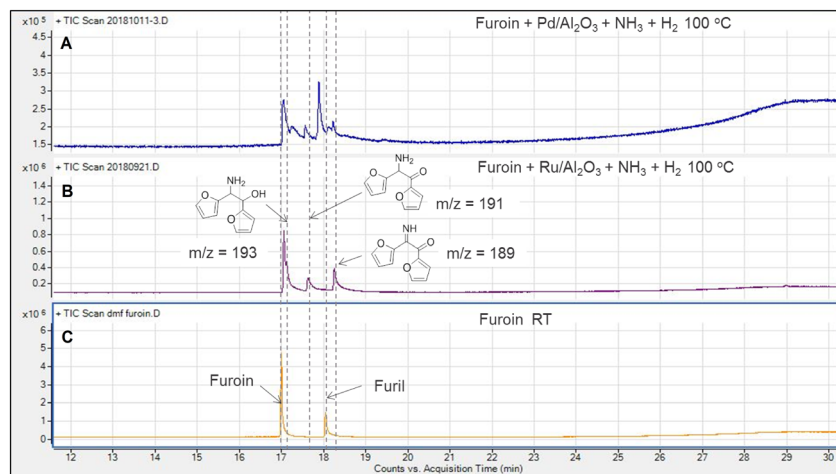 x10 5
+ TIC Scan 20181011-3.D
Furoin + Pd/Al2O3 + NH3 + H2 100 °C
A
4.5
3.5
2.5
1.5
x10 6
+ TIC Scan 20180921.D
Furoin + Ru/Al2O3 + NH3 + H2 100 °C
B
1.4
1.2
1.0
0.8
0.6
0.4
0.2
NH2
OH
O
O
m/z = 193
NH2
O
O
O
m/z = 191
NH
O
O
O
m/z = 189
+ TIC Scan dmf furoin.D
x10 6
Furoin RT
C
6
5
4
3
2
1
0
Furoin
Furil
12 13 14 15 16 17 18 19 20 21 22 23 24 25 26 27 28 29 30
Counts vs. Acquisition Time (min)